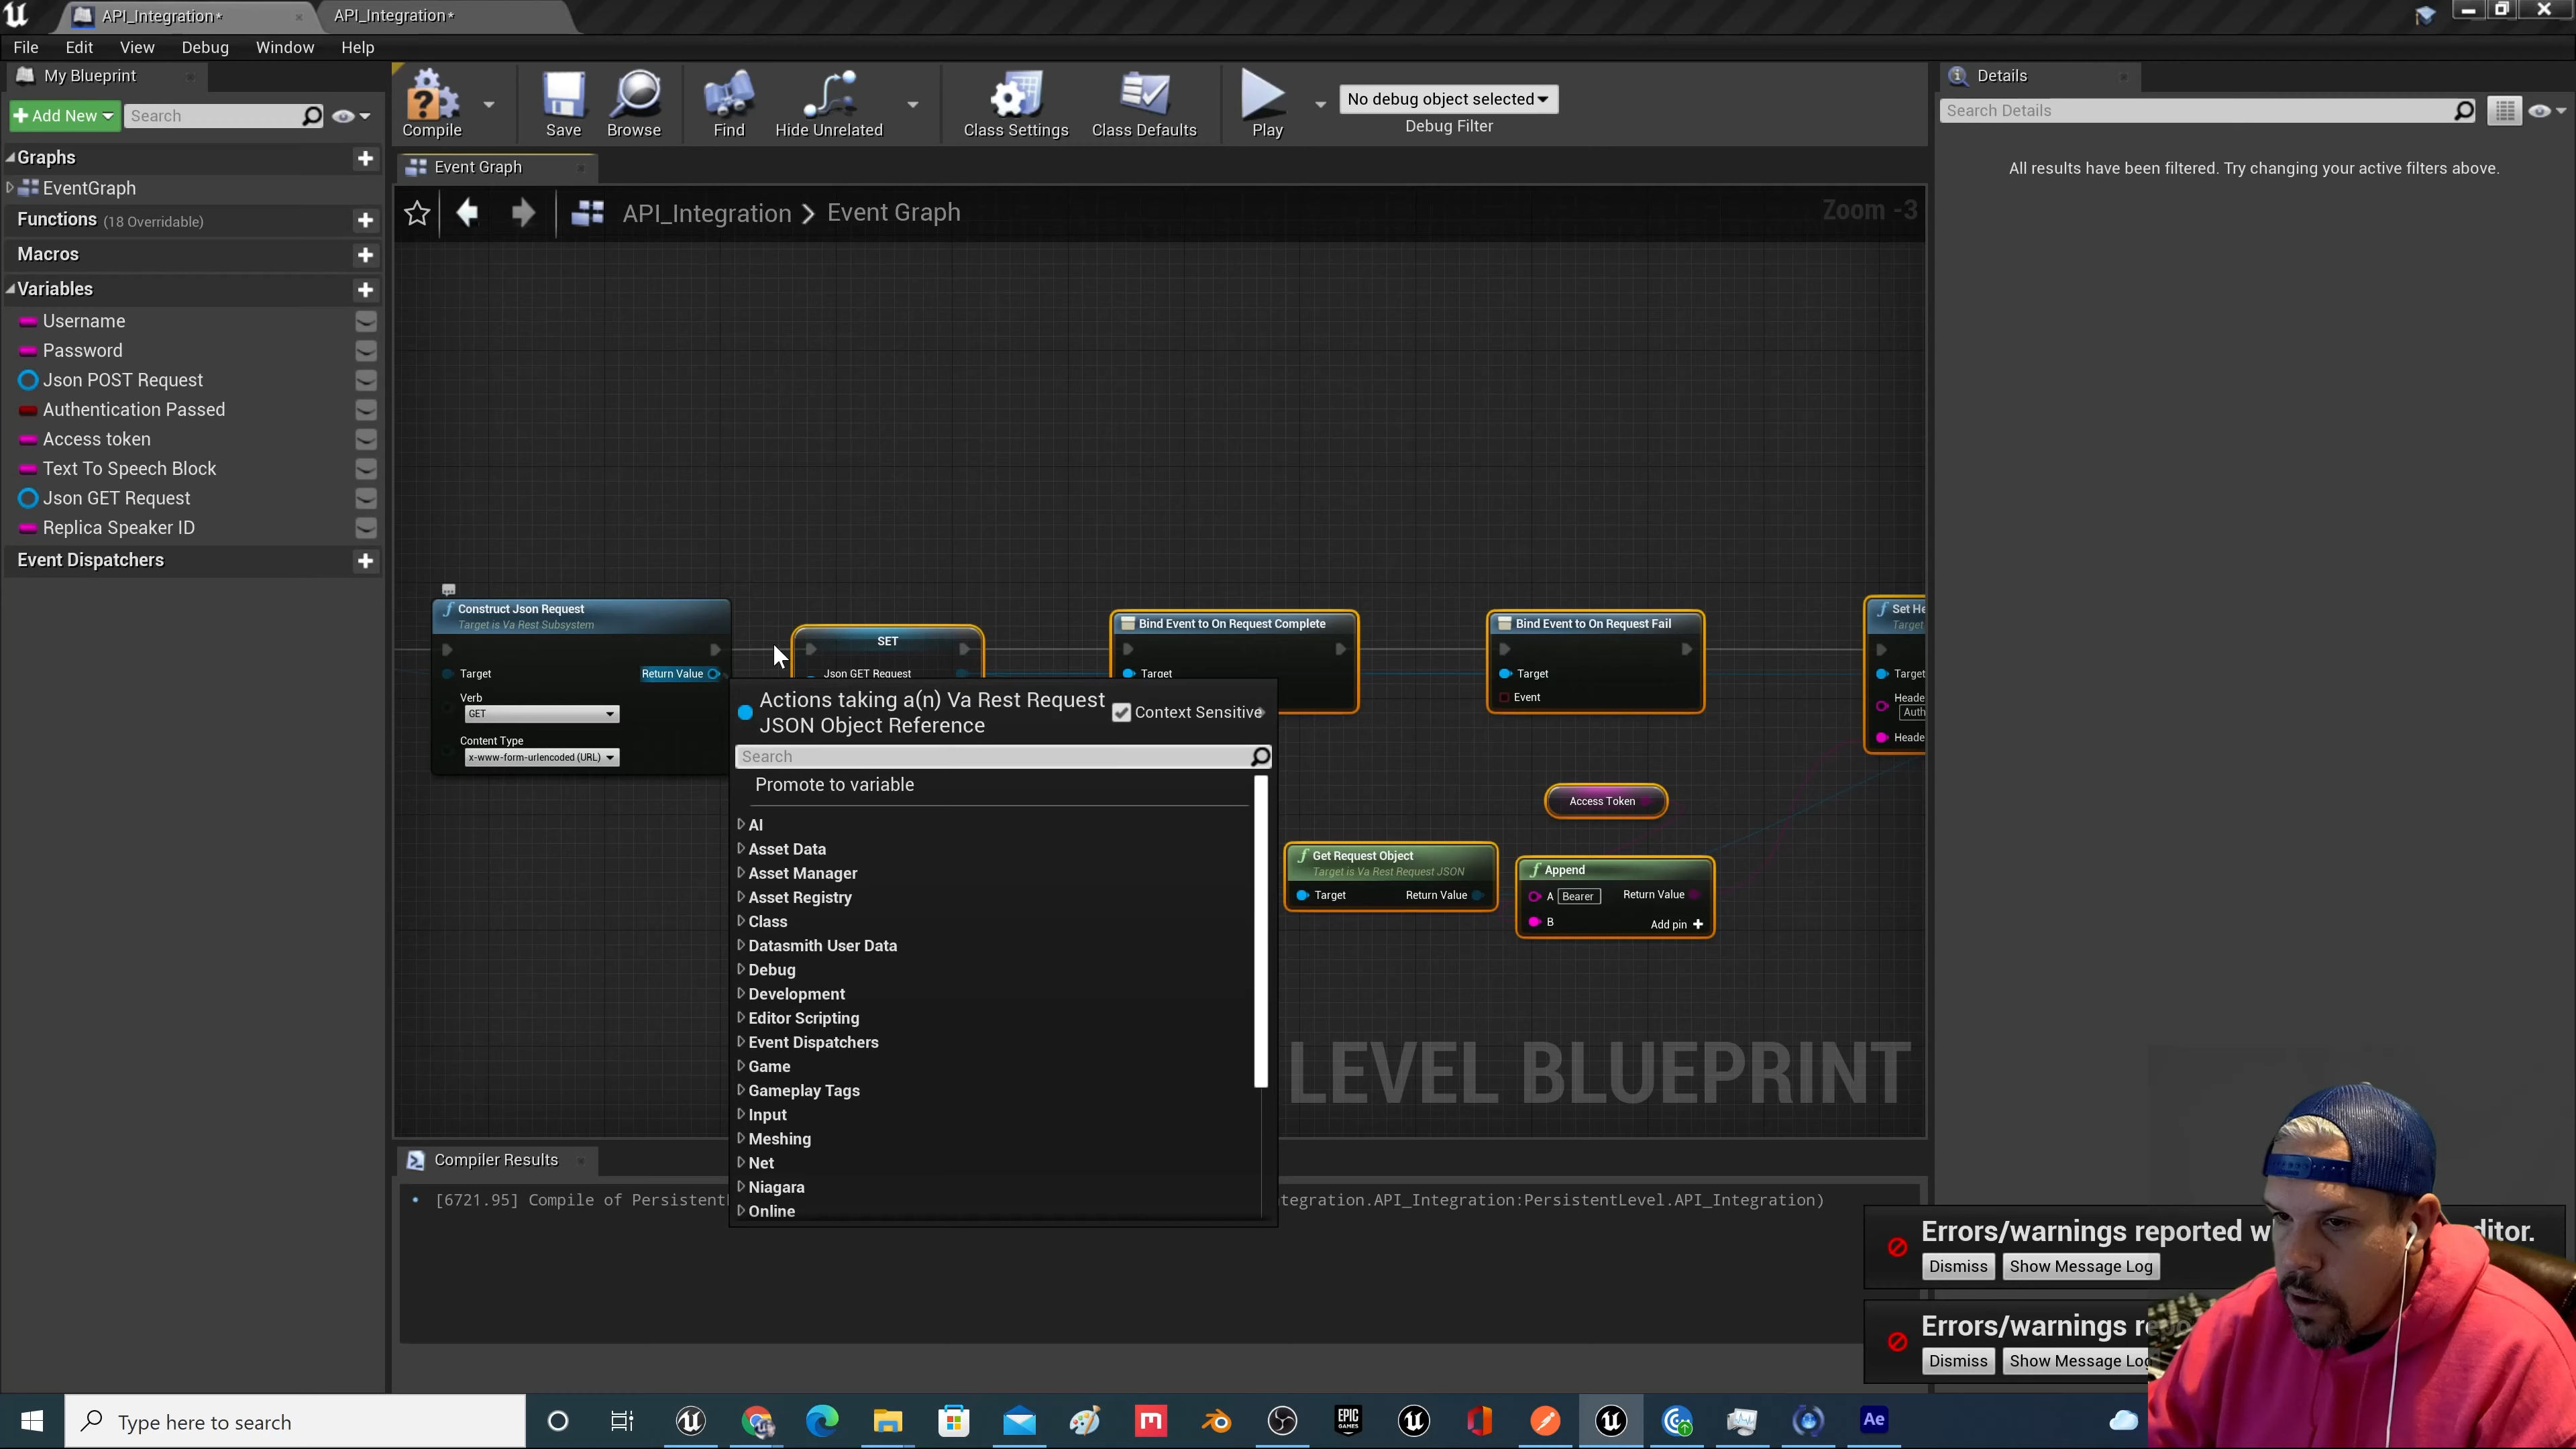 API_Integration*
API_Integration*
File Edit View Debug Window Help
My Blueprint
Add New Search
Graphs
EventGraph
Functions (18 Overridable)
Macros
Variables
Username
Password
Json POST Request
Authentication Passed
Access token
Text To Speech Block
Json GET Request
Replica Speaker ID
Event Dispatchers
Compile Save Browse Find Hide Unrelated Class Settings Class Defaults Play
No debug object selected
Debug Filter
Event Graph
API_Integration > Event Graph
Zoom -3
Construct Json Request
Target is Va Rest Subsystem
Target Return Value
Verb
GET
Content Type
x-www-form-urlencoded (URL)
SET
Json GET Request
Bind Event to On Request Complete
Target
Bind Event to On Request Fail
Target
Event
Set He
Target
Target
Heade
Auth
Heade
Actions taking a(n) Va Rest Request
JSON Object Reference
Context Sensitive
Search
Promote to variable
AI
Asset Data
Asset Manager
Asset Registry
Class
Datasmith User Data
Debug
Development
Editor Scripting
Event Dispatchers
Game
Gameplay Tags
Input
Meshing
Net
Niagara
Online
Access Token
Get Request Object
Target is Va Rest Request JSON
Target Return Value
Append
A Bearer Return Value
B Add pin +
LEVEL BLUEPRINT
Compiler Results
[6721.95] Compile of Persistent
tegration.API_Integration:PersistentLevel.API_Integration)
Details
Search Details
All results have been filtered. Try changing your active filters above.
Errors/warnings reported w ditor.
Dismiss Show Message Log
Errors/warnings re
Dismiss Show Message Log
Type here to search
EPIC GAMES
Ae